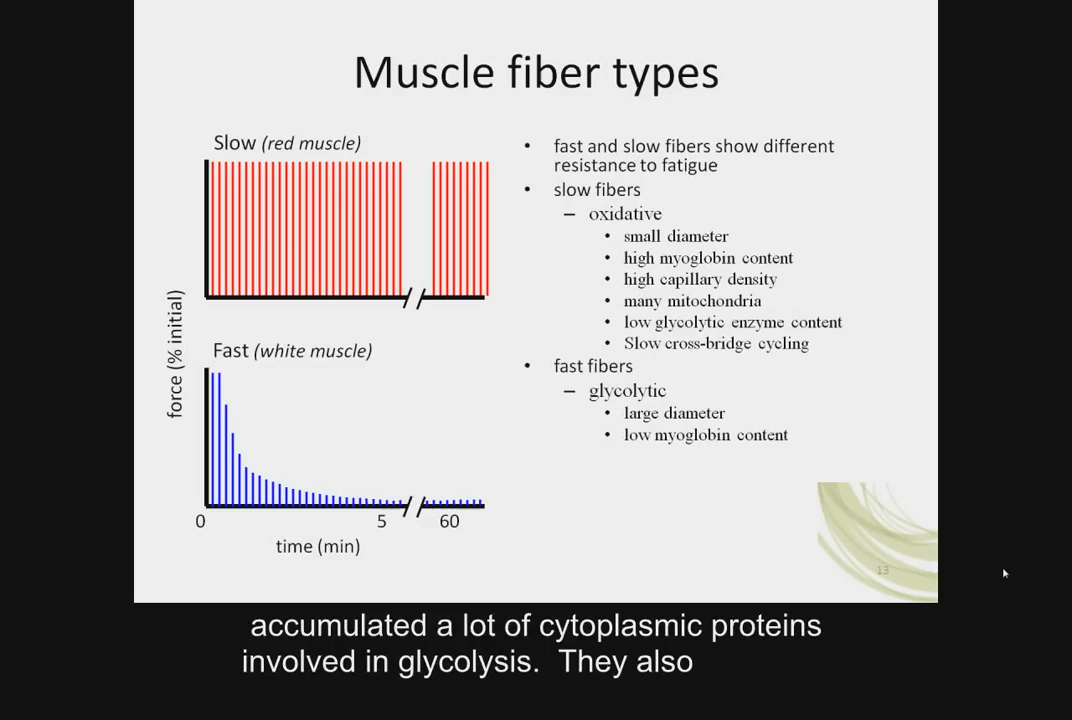 Muscle fiber types
Slow (red muscle)
force (% initial)
Fast (white muscle)
0
5
60
time (min)
• fast and slow fibers show different
resistance to fatigue
• slow fibers
– oxidative
• small diameter
• high myoglobin content
• high capillary density
• many mitochondria
• low glycolytic enzyme content
• Slow cross-bridge cycling
• fast fibers
– glycolytic
• large diameter
• low myoglobin content
13
accumulated a lot of cytoplasmic proteins
involved in glycolysis.  They also